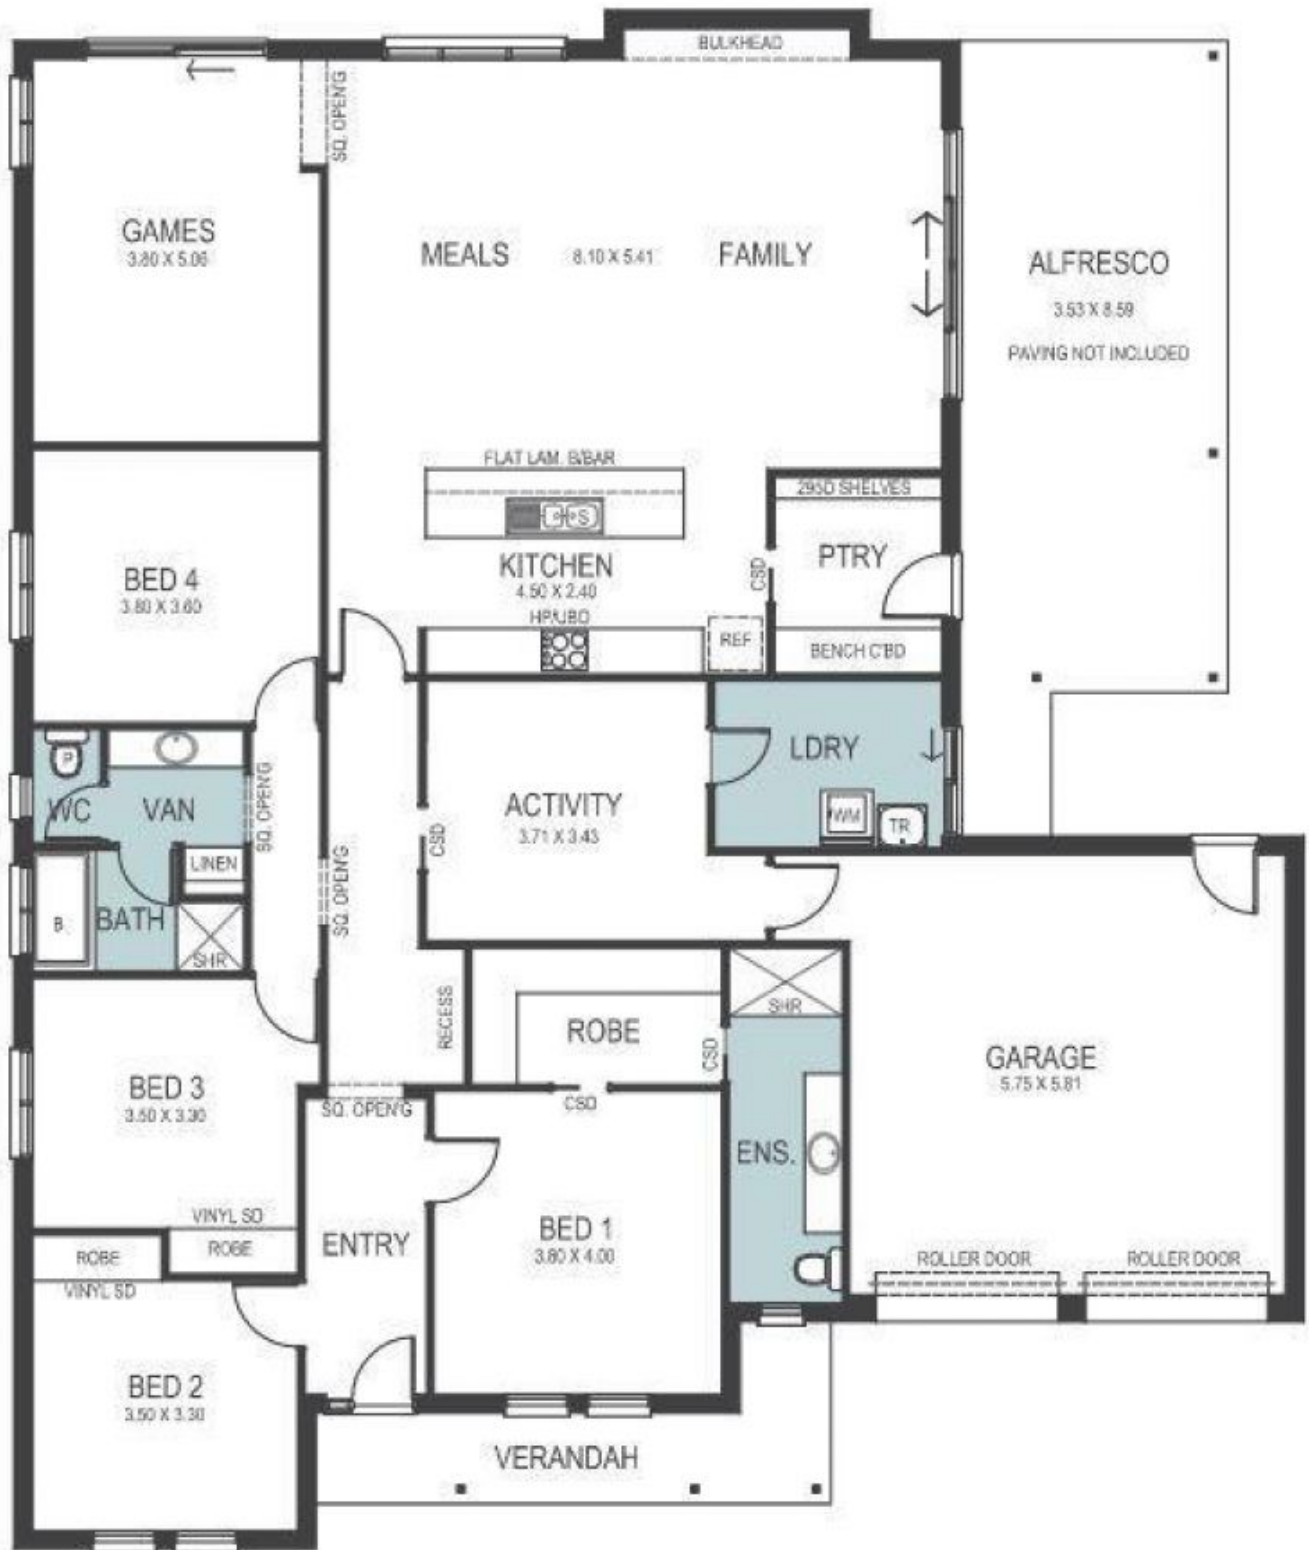 BULKHEAD
SQ. OPEN'G
GAMES
3.80 X 5.06
MEALS 8.10 X 5.41 FAMILY
ALFRESCO
3.53 X 8.59
PAVING NOT INCLUDED
FLAT LAM. B/BAR
S
KITCHEN
4.50 X 2.40
HP/UBO
REF
295D SHELVES
PTRY
CSD
BENCH C'BD
BED 4
3.80 X 3.60
P
WC
VAN
SQ. OPEN'G
LINEN
B.
BATH
SHR
SQ. OPEN'G
CSD
ACTIVITY
3.71 X 3.43
LDRY
WM
TR
RECESS
ROBE
CSD
CSD
SHR
ENS.
GARAGE
5.75 X 5.81
ROLLER DOOR
ROLLER DOOR
BED 3
3.50 X 3.30
VINYL SD
ROBE
ROBE
VINYL SD
SQ. OPEN'G
ENTRY
BED 1
3.80 X 4.00
BED 2
3.50 X 3.30
VERANDAH